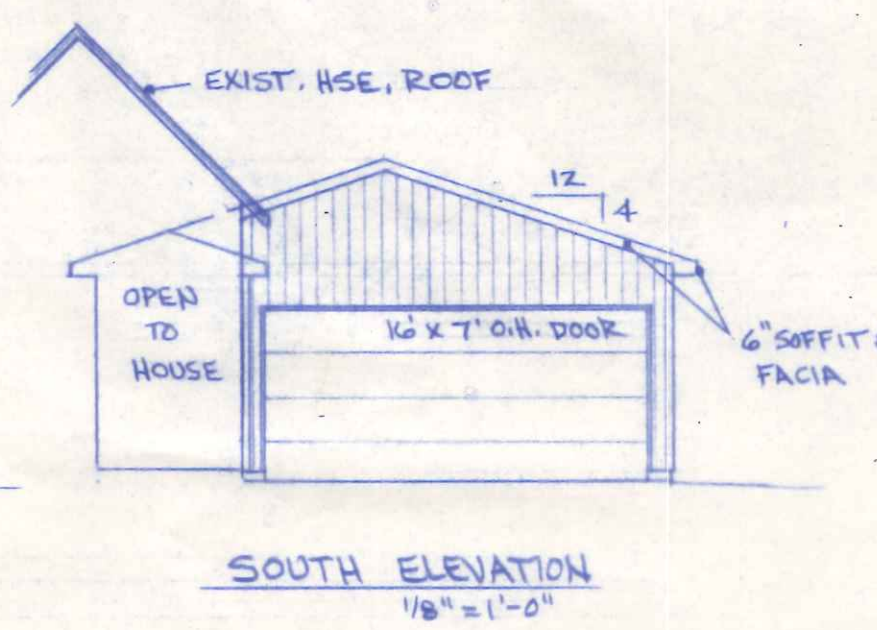 EXIST. HSE, ROOF
12
4
OPEN
TO
HOUSE
16' x 7' O.H. DOOR
6" SOFFIT &
FACIA
SOUTH ELEVATION
1/8" = 1'-0"